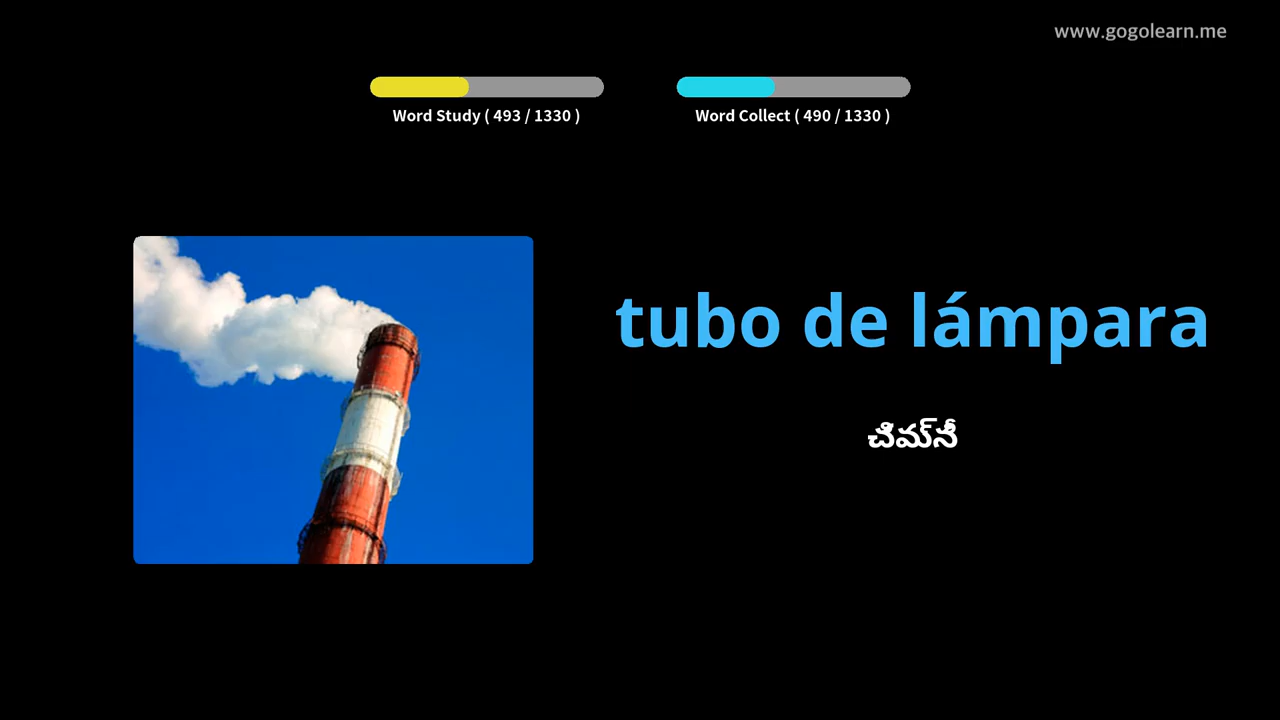 www.gogolearn.me
Word Study ( 493 / 1330 )
Word Collect ( 490 / 1330 )
tubo de lámpara
చిమ్‌నీ